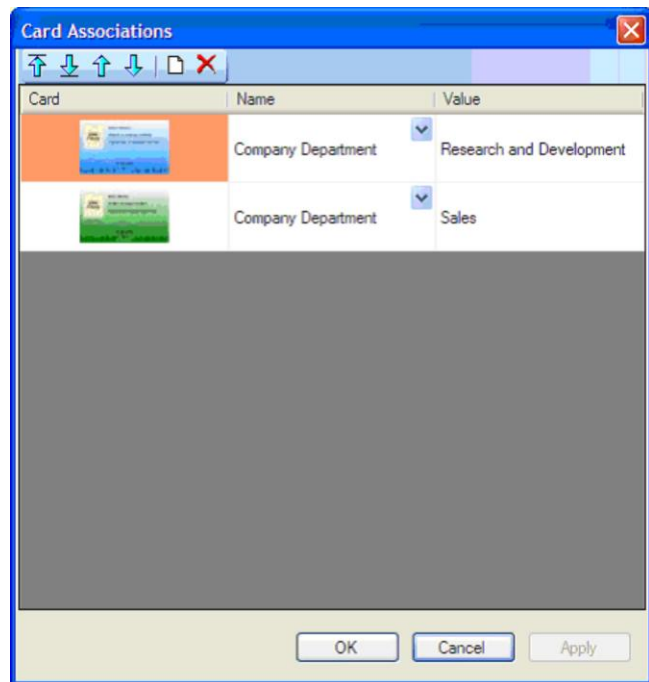 Card Associations
Card Name Value
Company Department Research and Development
Company Department Sales
OK Cancel Apply